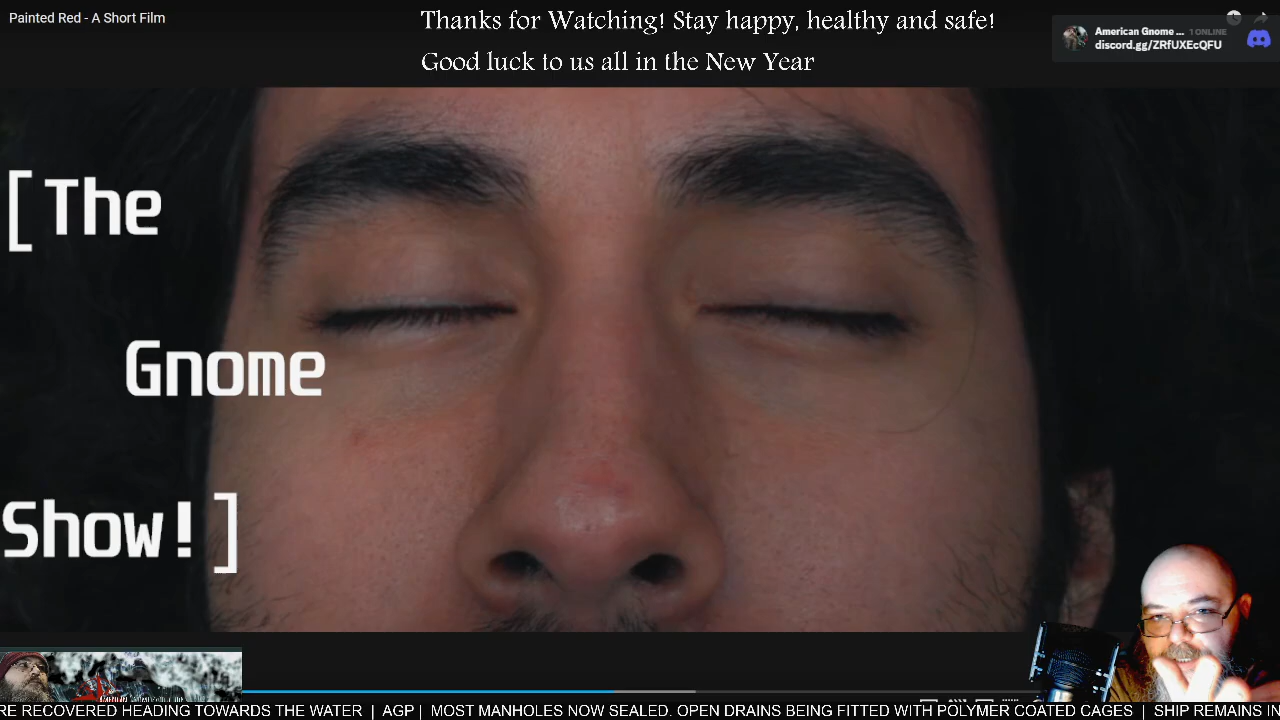 Painted Red - A Short Film
Thanks for Watching! Stay happy, healthy and safe!
Good luck to us all in the New Year
American Gnome ... 1 ONLINE
discord.gg/ZRfUXEcQFU
[The
Gnome
Show!]
RE RECOVERED HEADING TOWARDS THE WATER | AGP | MOST MANHOLES NOW SEALED. OPEN DRAINS BEING FITTED WITH POLYMER COATED CAGES | SHIP REMAINS IN